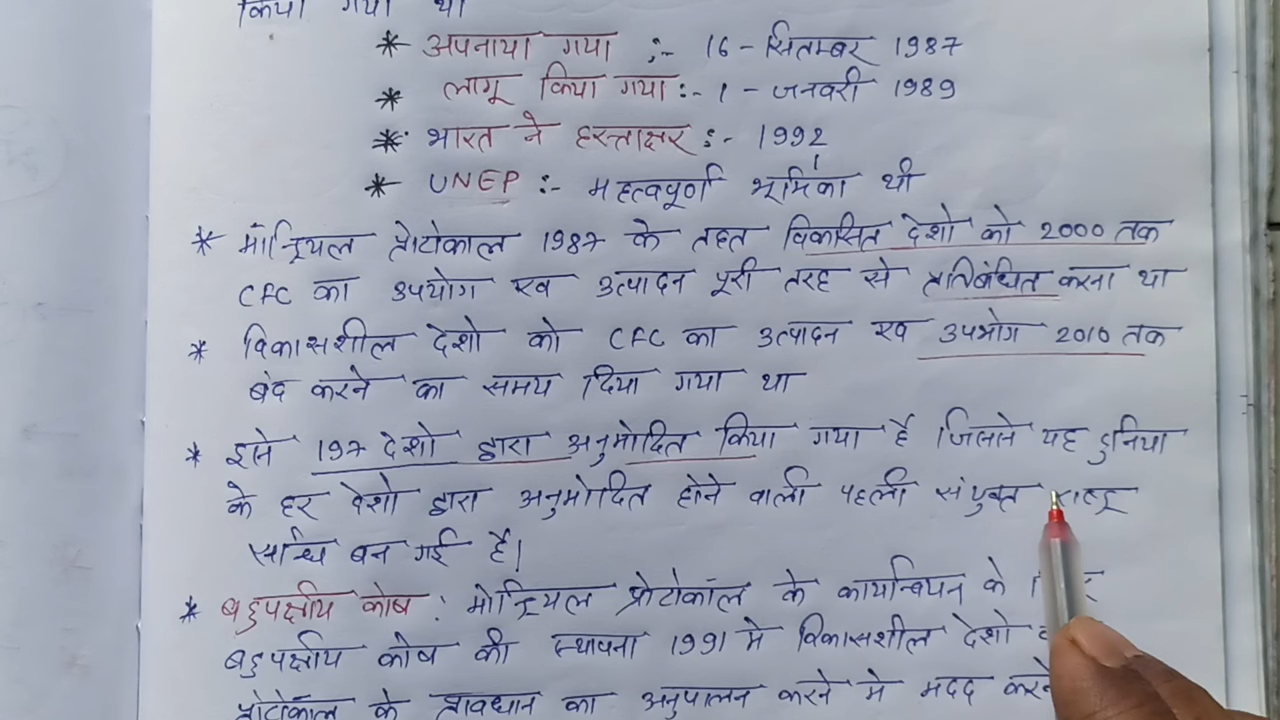 किया गया था
* अपनाया गया :- 16 - सितम्बर 1987
* लागू किया गया :- 1 - जनवरी 1989
* भारत ने हस्ताक्षर :- 1992
* UNEP :- महत्वपूर्ण भूमिका थी
* मॉन्ट्रियल प्रोटोकाल 1987 के तहत विकसित देशो को 2000 तक
CFC का उपयोग एव उत्पादन पूरी तरह से प्रतिबंधित करना था
* विकासशील देशो को CFC का उत्पादन एव उपभोग 2010 तक
बंद करने का समय दिया गया था
* इसे 197 देशो द्वारा अनुमोदित किया गया है जिससे यह दुनिया
के हर देशो द्वारा अनुमोदित होने वाली पहली संयुक्त राष्ट्र
सन्धि बन गई है।
* बहुपक्षीय कोष : मोन्ट्रियल प्रोटोकॉल के कार्यान्वयन के
बहुपक्षीय कोष की स्थापना 1991 मे विकासशील देशो
प्रोटोकॉल के प्रावधान का अनुपालन करने मे मदद करने